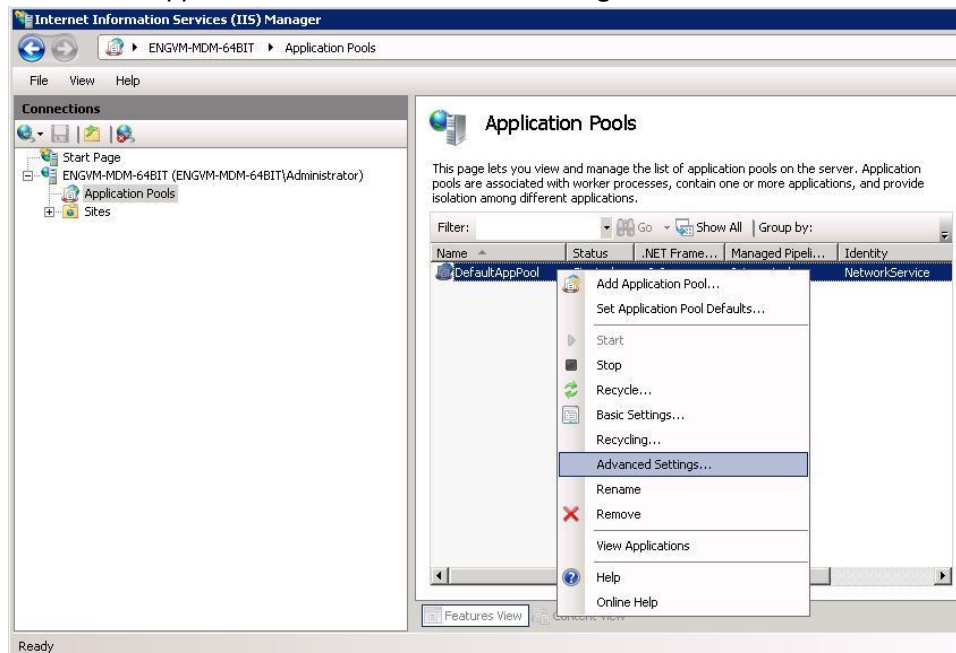 Internet Information Services (IIS) Manager
ENGVM-MDM-64BIT Application Pools
File View Help
Connections
Start Page
ENGVM-MDM-64BIT (ENGVM-MDM-64BIT\Administrator)
Application Pools
Sites
Application Pools
This page lets you view and manage the list of application pools on the server. Application
pools are associated with worker processes, contain one or more applications, and provide
isolation among different applications.
Filter: Go Show All Group by:
Name Status .NET Frame... Managed Pipeli... Identity
DefaultAppPool NetworkService
Add Application Pool...
Set Application Pool Defaults...
Start
Stop
Recycle...
Basic Settings...
Recycling...
Advanced Settings...
Rename
Remove
View Applications
Help
Online Help
Features View
Ready